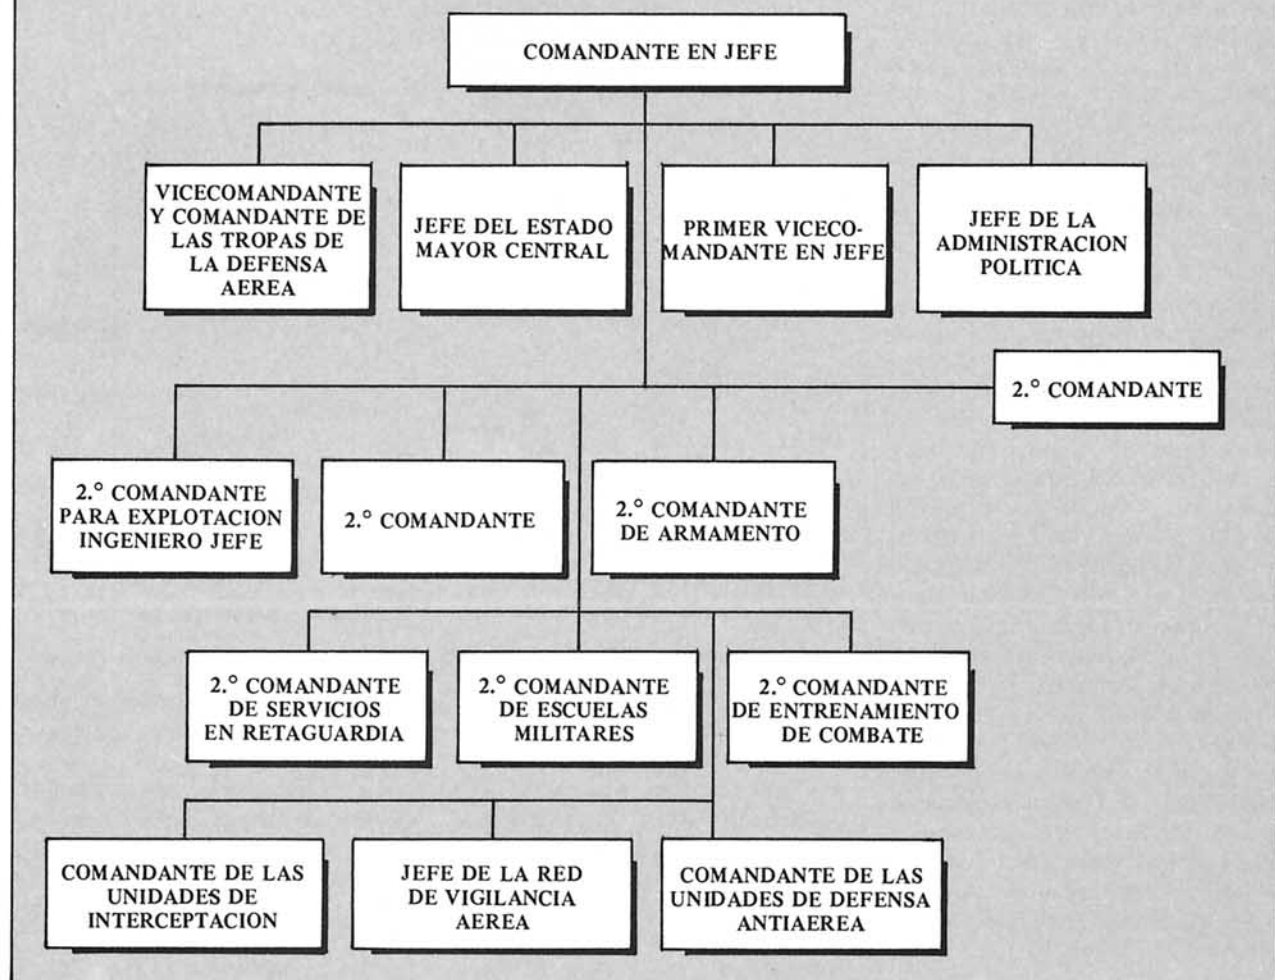 COMANDANTE EN JEFE
VICECOMANDANTE
Y COMANDANTE DE
LAS TROPAS DE
LA DEFENSA
AEREA
JEFE DEL ESTADO
MAYOR CENTRAL
PRIMER VICECO-
MANDANTE EN JEFE
JEFE DE LA
ADMINISTRACION
POLITICA
2.° COMANDANTE
2.° COMANDANTE
PARA EXPLOTACION
INGENIERO JEFE
2.° COMANDANTE
2.° COMANDANTE
DE ARMAMENTO
2.° COMANDANTE
DE SERVICIOS
EN RETAGUARDIA
2.° COMANDANTE
DE ESCUELAS
MILITARES
2.° COMANDANTE
DE ENTRENAMIENTO
DE COMBATE
COMANDANTE DE LAS
UNIDADES DE
INTERCEPTACION
JEFE DE LA RED
DE VIGILANCIA
AEREA
COMANDANTE DE LAS
UNIDADES DE DEFENSA
ANTIAEREA